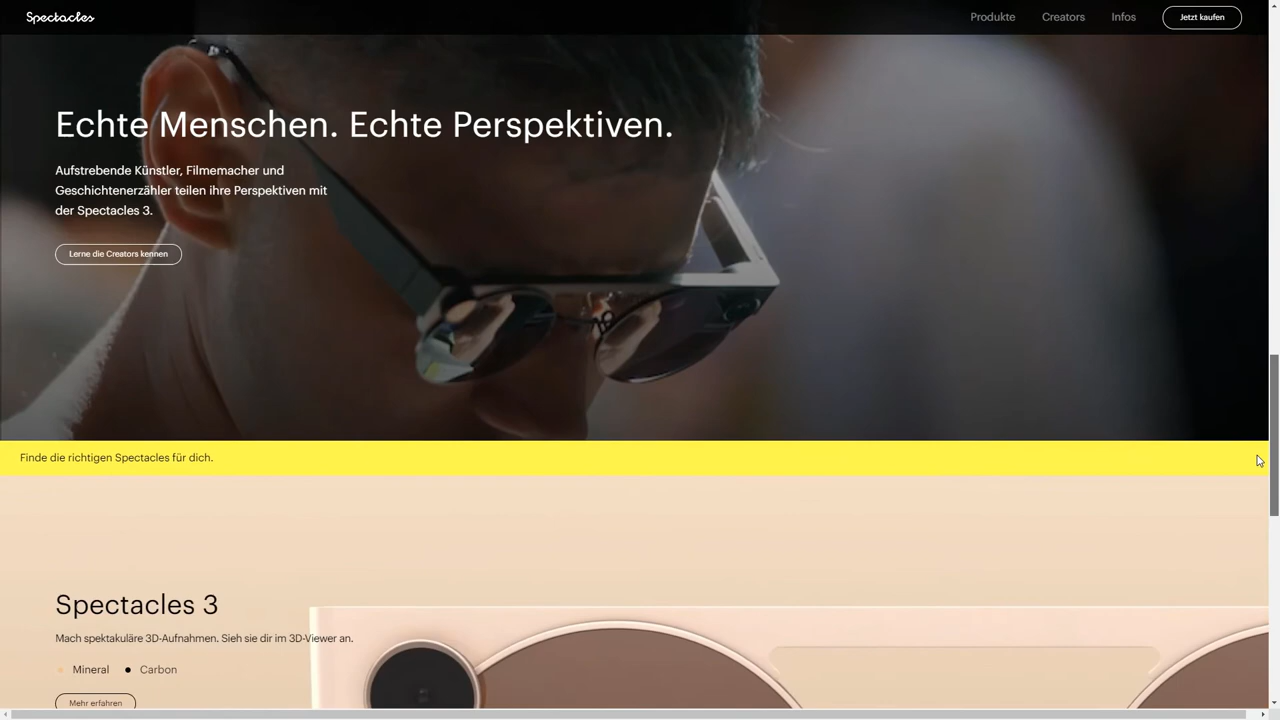 Spectacles
Produkte
Creators
Infos
Jetzt kaufen
Echte Menschen. Echte Perspektiven.
Aufstrebende Künstler, Filmemacher und
Geschichtenerzähler teilen ihre Perspektiven mit
der Spectacles 3.
Lerne die Creators kennen
Finde die richtigen Spectacles für dich.
Spectacles 3
Mach spektakuläre 3D-Aufnahmen. Sieh sie dir im 3D-Viewer an.
Mineral
Carbon
Mehr erfahren